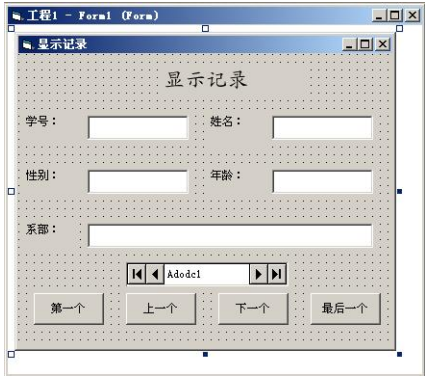 工程1 - Form1 (Form)
显示记录
显示记录
学号： 姓名：
性别： 年龄：
系部：
Adodc1
第一个 上一个 下一个 最后一个